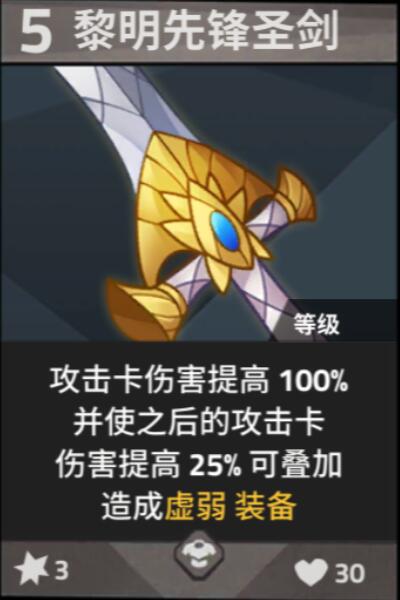 5 黎明先锋圣剑
等级
攻击卡伤害提高 100%
并使之后的攻击卡
伤害提高 25% 可叠加
造成虚弱 装备
3 30